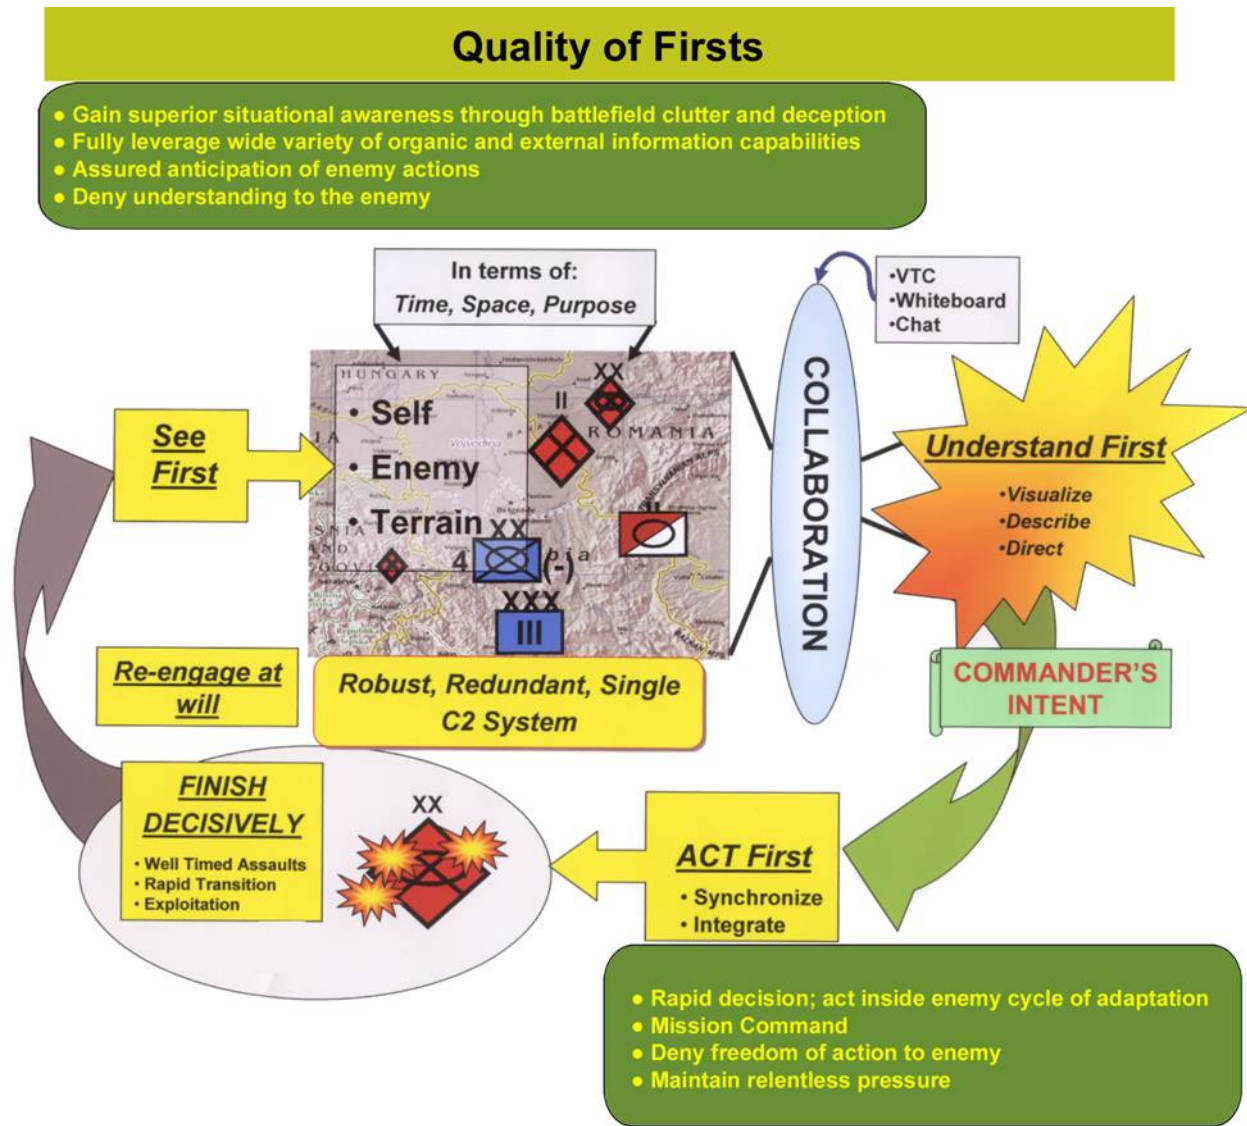 Quality of Firsts
● Gain superior situational awareness through battlefield clutter and deception
● Fully leverage wide variety of organic and external information capabilities
● Assured anticipation of enemy actions
● Deny understanding to the enemy
In terms of:
Time, Space, Purpose
•VTC
•Whiteboard
•Chat
See
First
HUNGARY
• Self
• Enemy
• Terrain
ROMANIA
TRANSYLVANIAN ALPS
Vojvodina
Belgrade
II
XX
XX
4
(-)
XXX
III
COLLABORATION
Understand First
•Visualize
•Describe
•Direct
Re-engage at
will
Robust, Redundant, Single
C2 System
COMMANDER'S
INTENT
FINISH
DECISIVELY
• Well Timed Assaults
• Rapid Transition
• Exploitation
XX
ACT First
• Synchronize
• Integrate
● Rapid decision; act inside enemy cycle of adaptation
● Mission Command
● Deny freedom of action to enemy
● Maintain relentless pressure